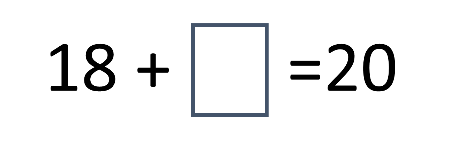 18 + □ =20